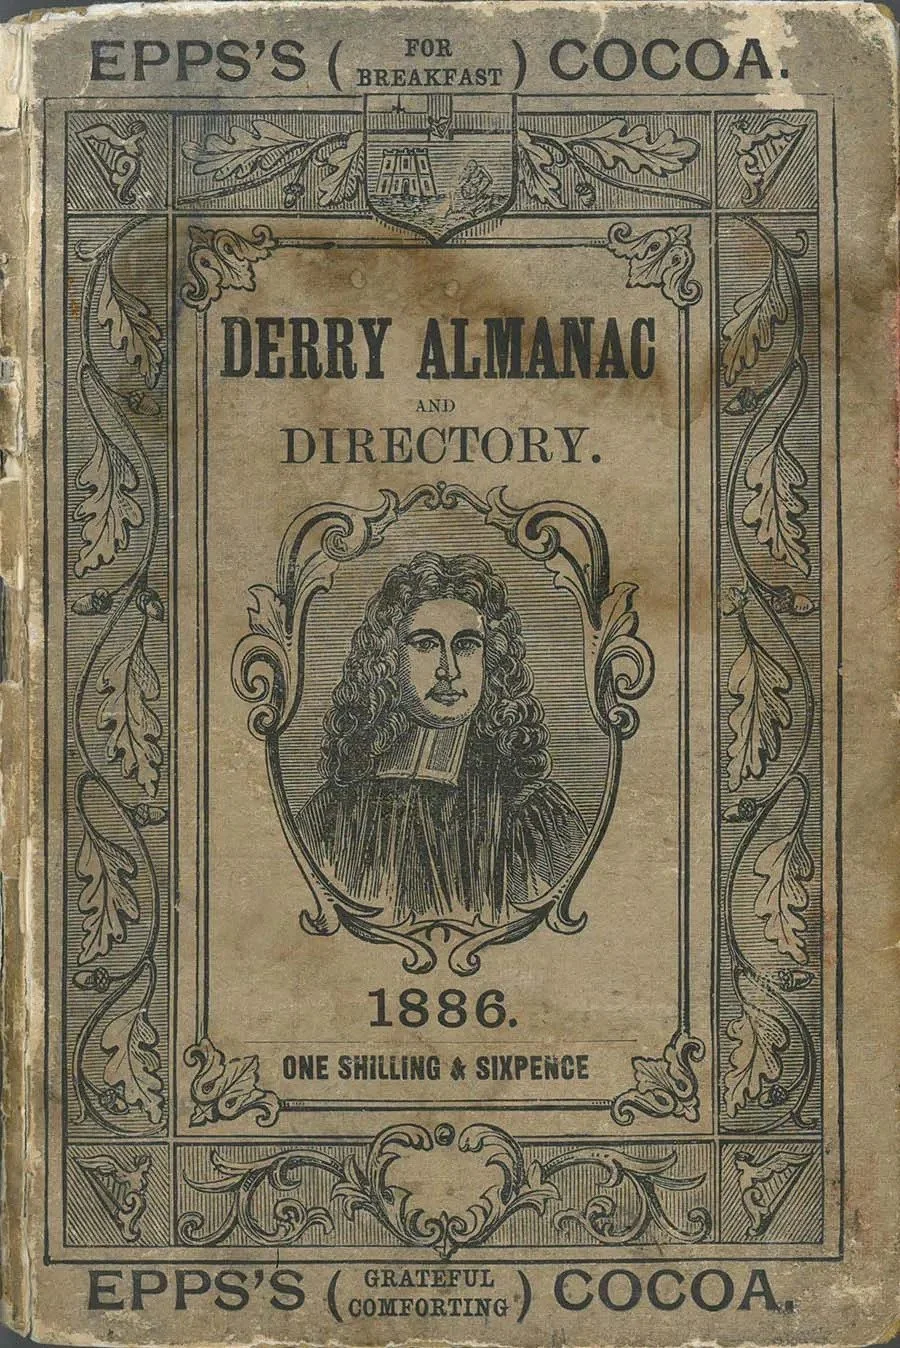 EPPS'S ( FOR BREAKFAST ) COCOA.
DERRY ALMANAC
AND
DIRECTORY.
1886.
ONE SHILLING & SIXPENCE
EPPS'S ( GRATEFUL COMFORTING ) COCOA.